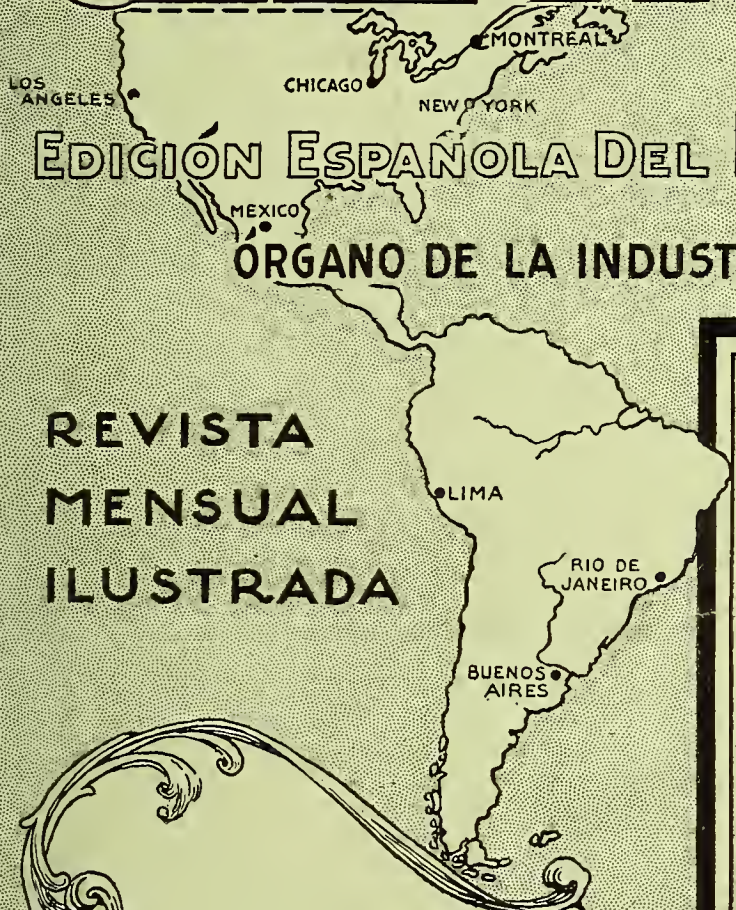 MONTREAL
LOS
ANGELES
CHICAGO
NEW YORK
EDICIÓN ESPAÑOLA DEL
MEXICO
ÓRGANO DE LA INDUST
REVISTA
MENSUAL
ILUSTRADA
LIMA
RIO DE
JANEIRO
BUENOS
AIRES